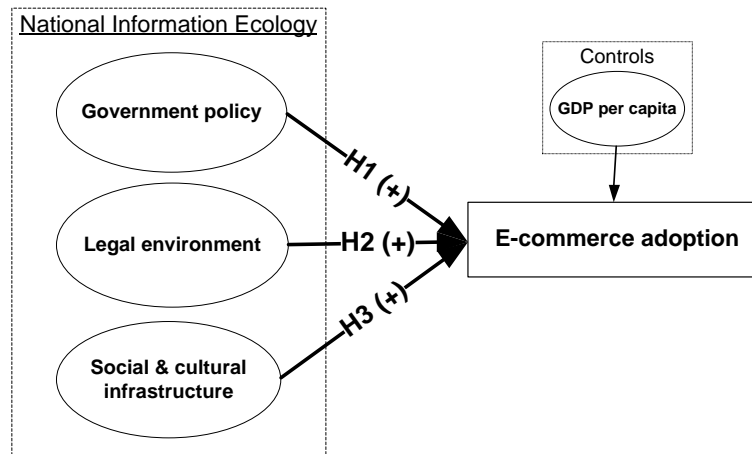 National Information Ecology
Government policy
Legal environment
Social & cultural
infrastructure
H1 (+)
H2 (+)
H3 (+)
Controls
GDP per capita
E-commerce adoption